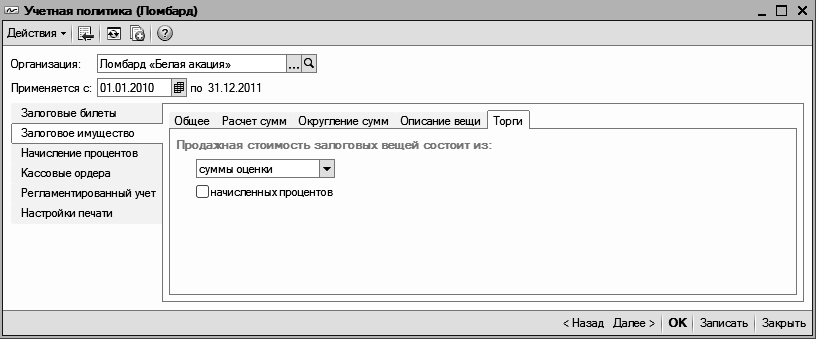 Учетная политика (Ломбард)
Действия
Организация: Ломбард «Белая акация» ...
Применяется с: 01.01.2010 по 31.12.2011
Залоговые билеты
Залоговое имущество
Начисление процентов
Кассовые ордера
Регламентированный учет
Настройки печати
Общее Расчет сумм Округление сумм Описание вещи Торги
Продажная стоимость залоговых вещей состоит из:
суммы оценки
начисленных процентов
< Назад Далее > OK Записать Закрыть